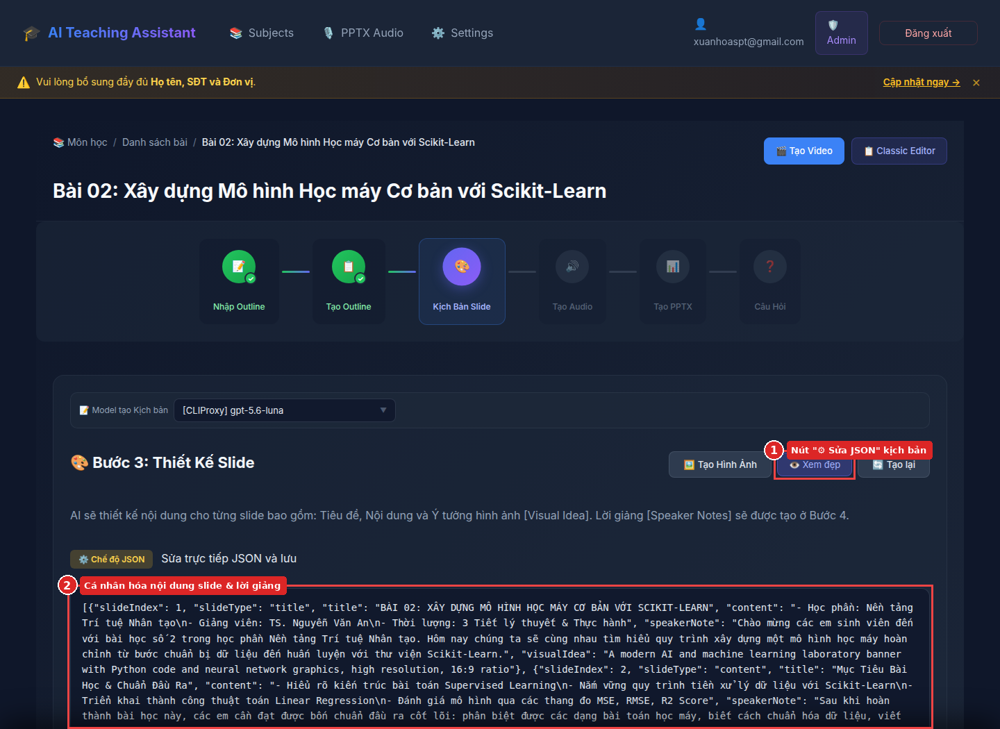 AI Teaching Assistant
Subjects
PPTX Audio
Settings
xuanhoaspt@gmail.com
Admin
Đăng xuất
Vui lòng bổ sung đầy đủ Họ tên, SĐT và Đơn vị.
Cập nhật ngay →
Môn học / Danh sách bài / Bài 02: Xây dựng Mô hình Học máy Cơ bản với Scikit-Learn
Tạo Video
Classic Editor
Bài 02: Xây dựng Mô hình Học máy Cơ bản với Scikit-Learn
Nhập Outline
Tạo Outline
Kịch Bản Slide
Tạo Audio
Tạo PPTX
Câu Hỏi
Model tạo Kịch bản
[CLIProxy] gpt-5.6-luna
1
Nút "⚙ Sửa JSON" kịch bản
Bước 3: Thiết Kế Slide
Tạo Hình Ảnh
Xem đẹp
Tạo lại
AI sẽ thiết kế nội dung cho từng slide bao gồm: Tiêu đề, Nội dung và Ý tưởng hình ảnh [Visual Idea]. Lời giảng [Speaker Notes] sẽ được tạo ở Bước 4.
Chế độ JSON
Sửa trực tiếp JSON và lưu
2
Cá nhân hóa nội dung slide & lời giảng
[{"slideIndex": 1, "slideType": "title", "title": "BÀI 02: XÂY DỰNG MÔ HÌNH HỌC MÁY CƠ BẢN VỚI SCIKIT-LEARN", "content": "- Học phần: Nền tảng
Trí tuệ Nhân tạo\n- Giảng viên: TS. Nguyễn Văn An\n- Thời lượng: 3 Tiết lý thuyết & Thực hành", "speakerNote": "Chào mừng các em sinh viên đến
với bài học số 2 trong học phần Nền tảng Trí tuệ Nhân tạo. Hôm nay chúng ta sẽ cùng nhau tìm hiểu quy trình xây dựng một mô hình học máy hoàn
chỉnh từ bước chuẩn bị dữ liệu đến huấn luyện với thư viện Scikit-Learn.", "visualIdea": "A modern AI and machine learning laboratory banner
with Python code and neural network graphics, high resolution, 16:9 ratio"}, {"slideIndex": 2, "slideType": "content", "title": "Mục Tiêu Bài
Học & Chuẩn Đầu Ra", "content": "- Hiểu rõ kiến trúc bài toán Supervised Learning\n- Nắm vững quy trình tiền xử lý dữ liệu với Scikit-Learn\n-
Triển khai thành công thuật toán Linear Regression\n- Đánh giá mô hình qua các thang đo MSE, RMSE, R2 Score", "speakerNote": "Sau khi hoàn
thành bài học này, các em cần đạt được bốn chuẩn đầu ra cốt lõi: phân biệt được các dạng bài toán học máy, biết cách chuẩn hóa dữ liệu, viết